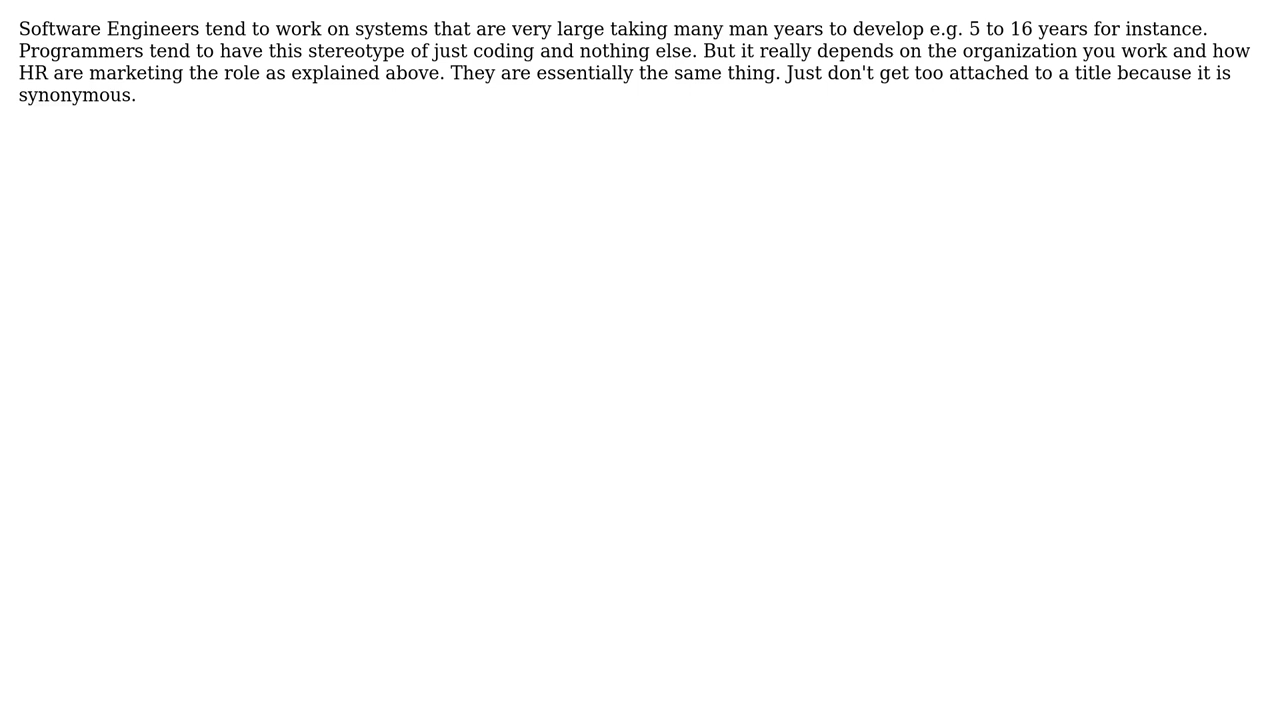 Software Engineers tend to work on systems that are very large taking many man years to develop e.g. 5 to 16 years for instance.
Programmers tend to have this stereotype of just coding and nothing else. But it really depends on the organization you work and how
HR are marketing the role as explained above. They are essentially the same thing. Just don't get too attached to a title because it is
synonymous.